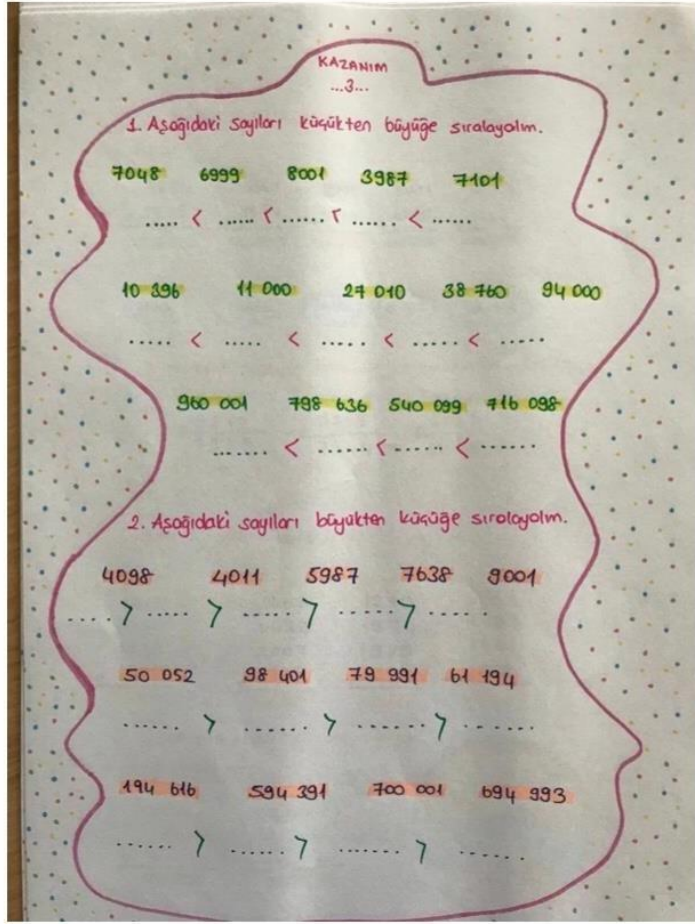 KAZANIM
...3...
1. Aşağıdaki sayıları küçükten büyüğe sıralayalım.
7048 6999 8001 3987 7101
..... < ...... < ...... < ...... < ......
10 396 11 000 27 010 38 760 94 000
..... < ..... < ..... < ..... < .....
960 001 798 636 540 099 716 098
....... < ...... < ...... < ......
2. Aşağıdaki sayıları büyükten küçüğe sıralayalım.
4098 4011 5987 7638 9001
..... > ...... > ...... > ...... > ......
50 052 98 401 79 991 61 194
...... > ....... > ....... > .......
194 616 594 391 700 001 694 993
...... > ...... > ....... > ......